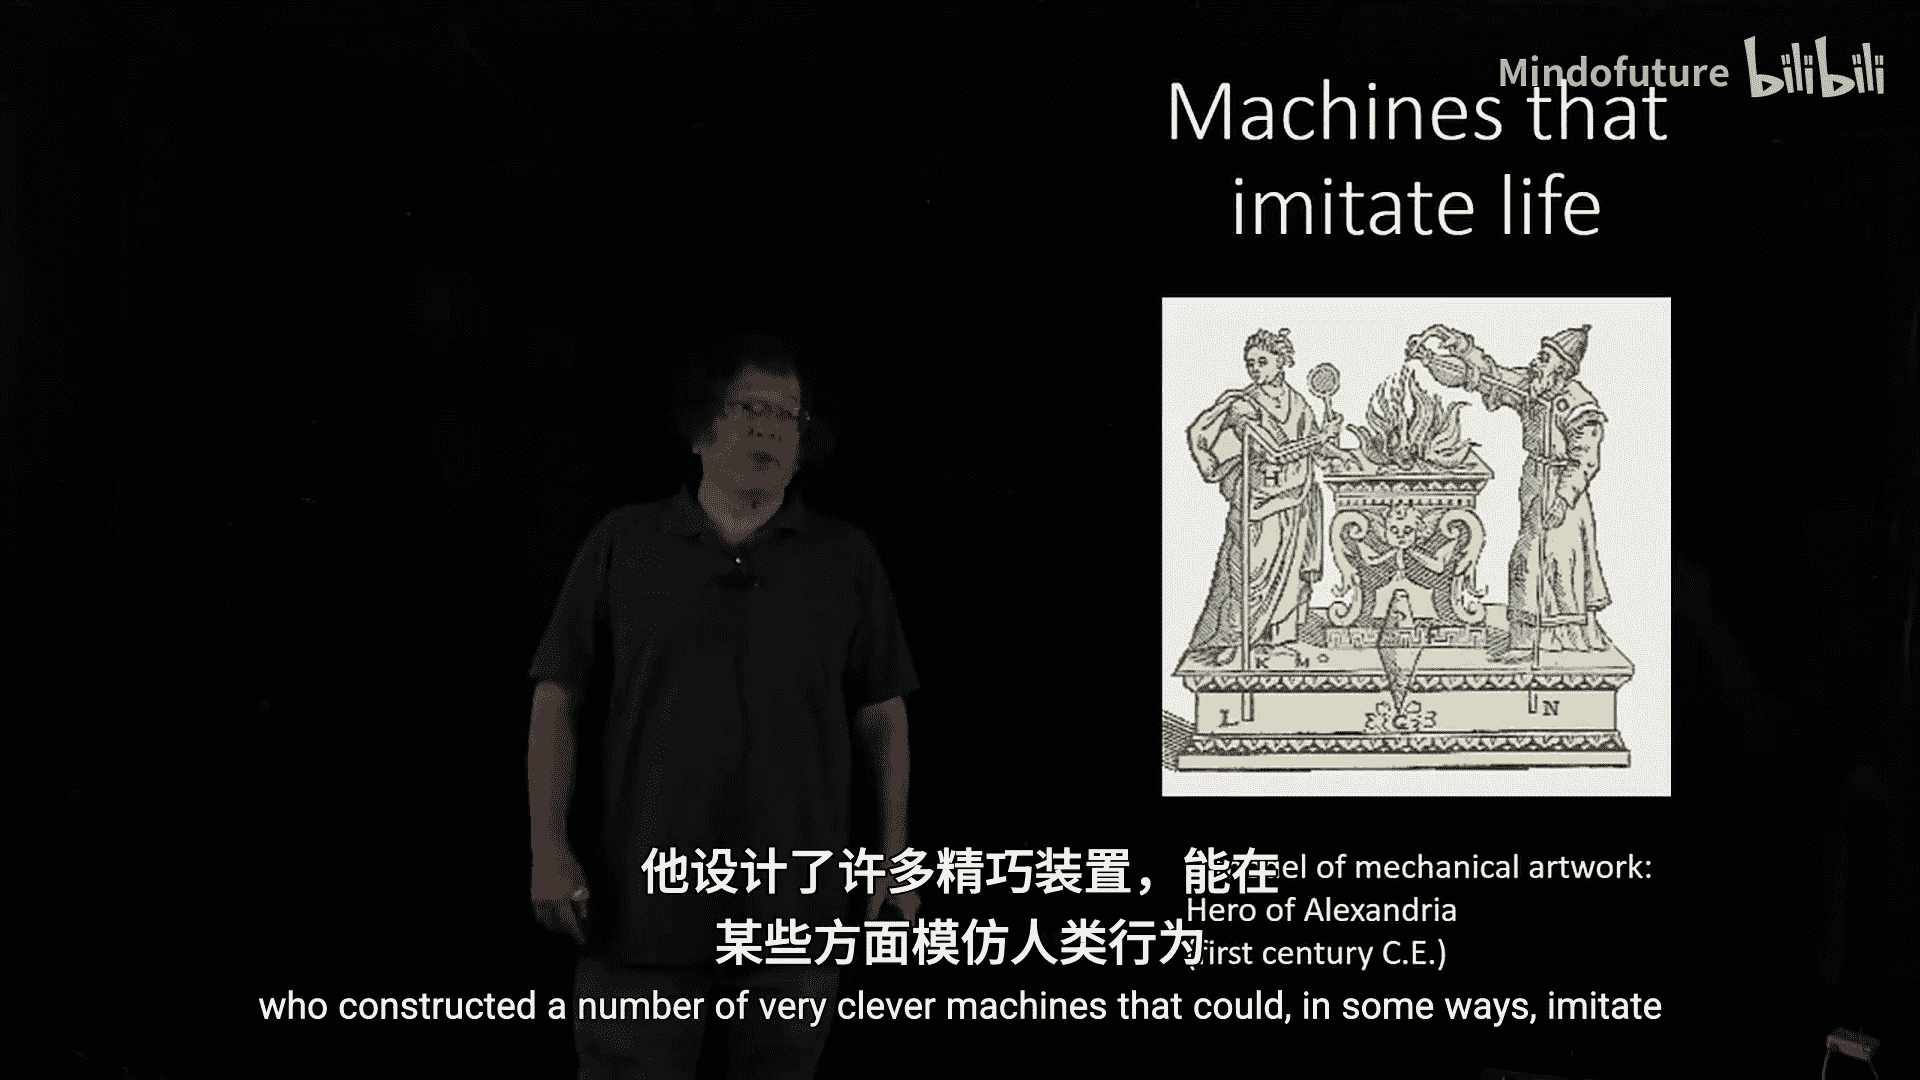 Mindofuture bilibili
Machines that
imitate life
H
K M
L G N
of mechanical artwork:
Hero of Alexandria
first century C.E.)
他设计了许多精巧装置，能在
某些方面模仿人类行为
who constructed a number of very clever machines that could, in some ways, imitate